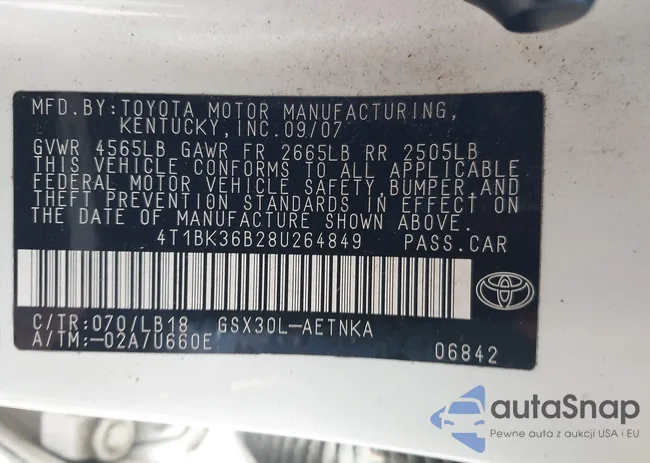 MFD.BY:TOYOTA MOTOR MANUFACTURING,
KENTUCKY,INC.09/07
GVWR 4565LB GAWR FR 2665LB RR 2505LB
THIS VEHICLE CONFORMS TO ALL APPLICABLE
FEDERAL MOTOR VEHICLE SAFETY,BUMPER,AND
THEFT PREVENTION STANDARDS IN EFFECT ON
THE DATE OF MANUFACTURE SHOWN ABOVE.
4T1BK36B28U264849 PASS.CAR
C/TR:070/LB18 GSX30L-AETNKA
A/TM:-02A/U660E
06842
autaSnap
Pewne auta z aukcji USA i EU